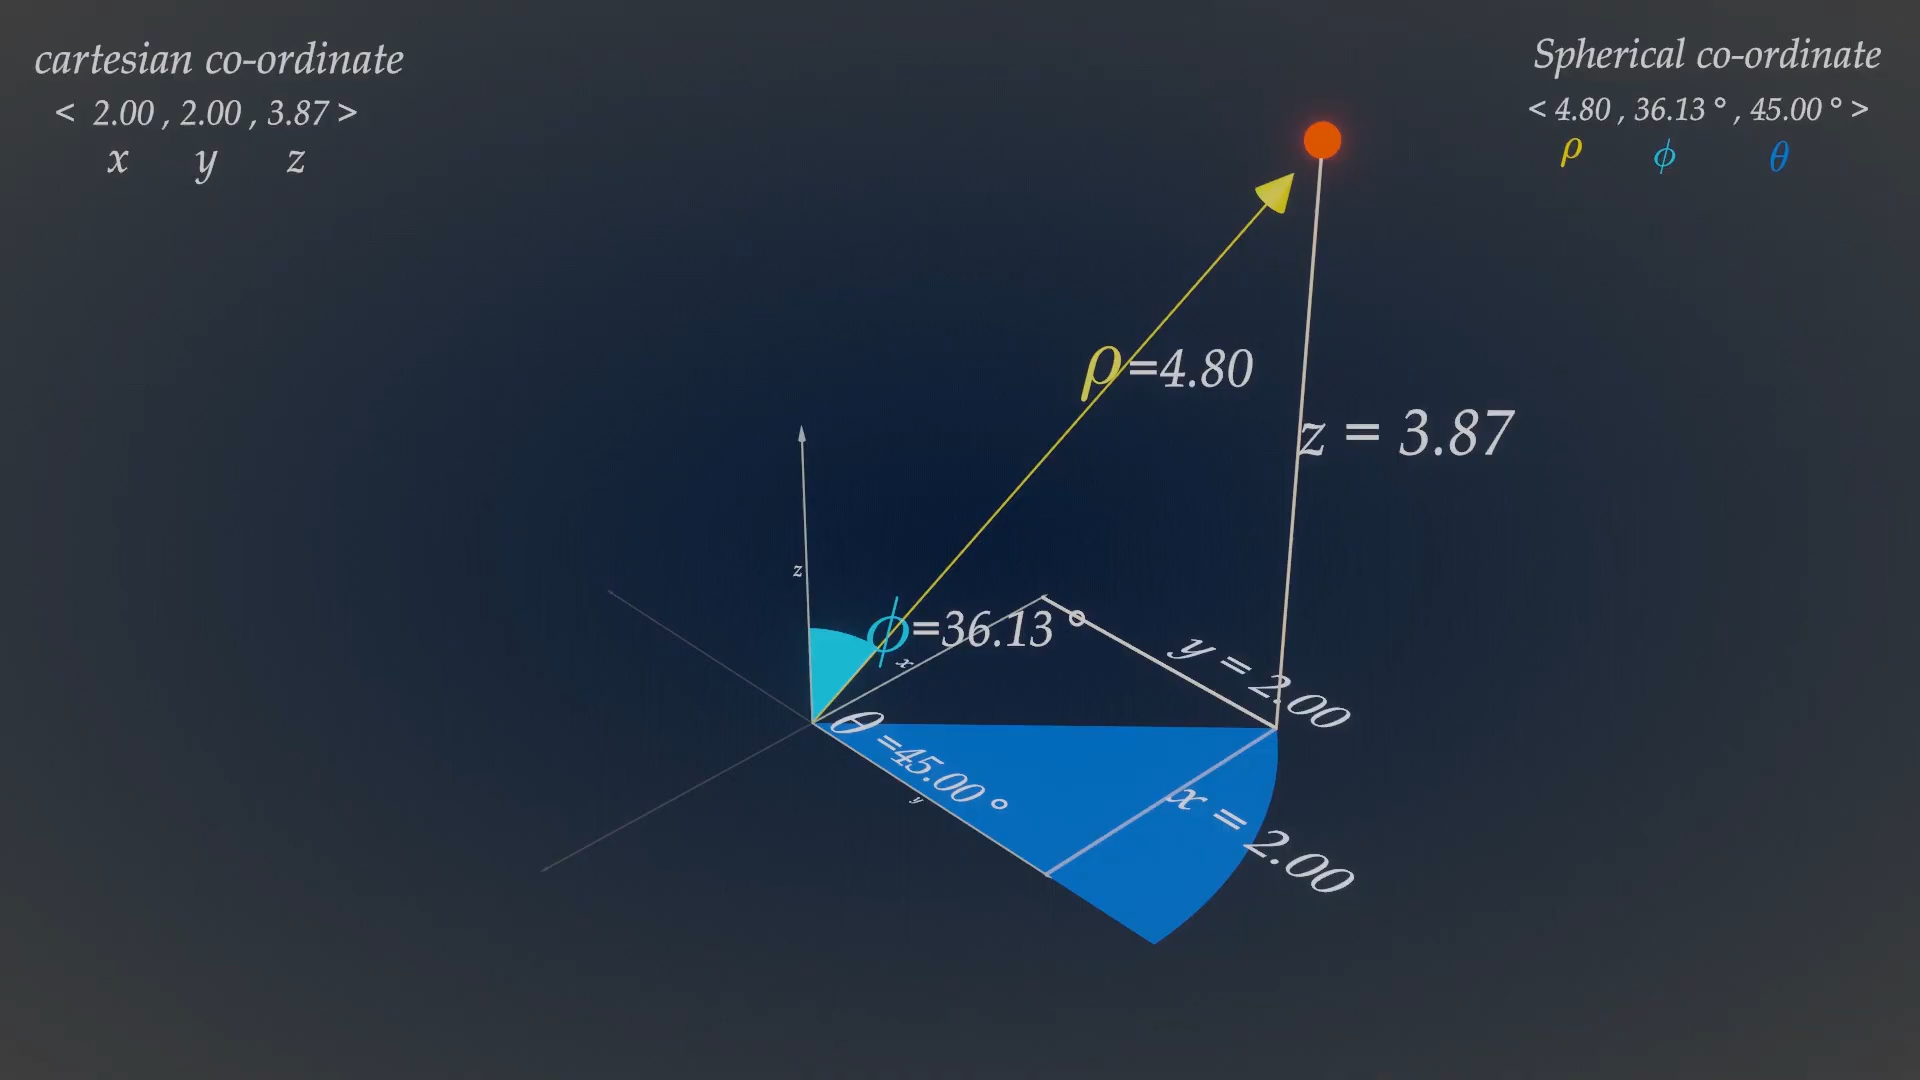 cartesian co-ordinate
< 2.00 , 2.00 , 3.87 >
x y z
Spherical co-ordinate
< 4.80 , 36.13 ° , 45.00 ° >
ρ ϕ θ
ρ=4.80
z = 3.87
z
ϕ=36.13 °
x
y = 2.00
θ =45.00 °
y
x = 2.00